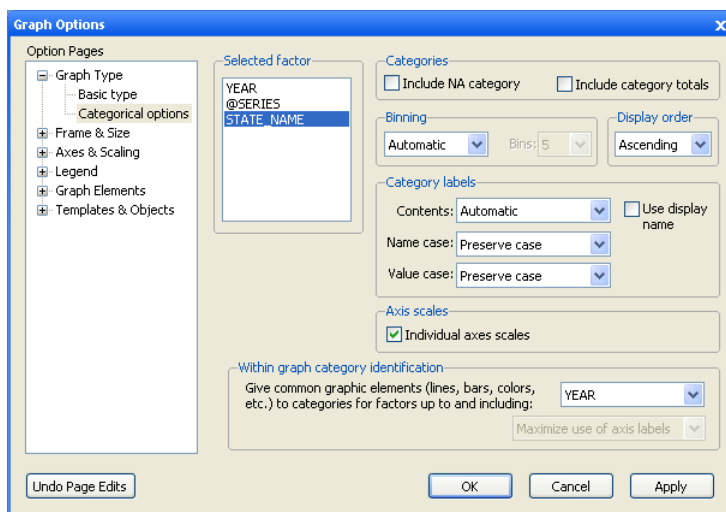 Graph Options
X
Option Pages
Graph Type
Basic type
Categorical options
Frame & Size
Axes & Scaling
Legend
Graph Elements
Templates & Objects
Selected factor
YEAR
@SERIES
STATE_NAME
Categories
Include NA category
Include category totals
Binning
Automatic
Bins: 5
Display order
Ascending
Category labels
Contents: Automatic
Use display
name
Name case: Preserve case
Value case: Preserve case
Axis scales
Individual axes scales
Within graph category identification
Give common graphic elements (lines, bars, colors,
etc.) to categories for factors up to and including:
YEAR
Maximize use of axis labels
Undo Page Edits
OK
Cancel
Apply